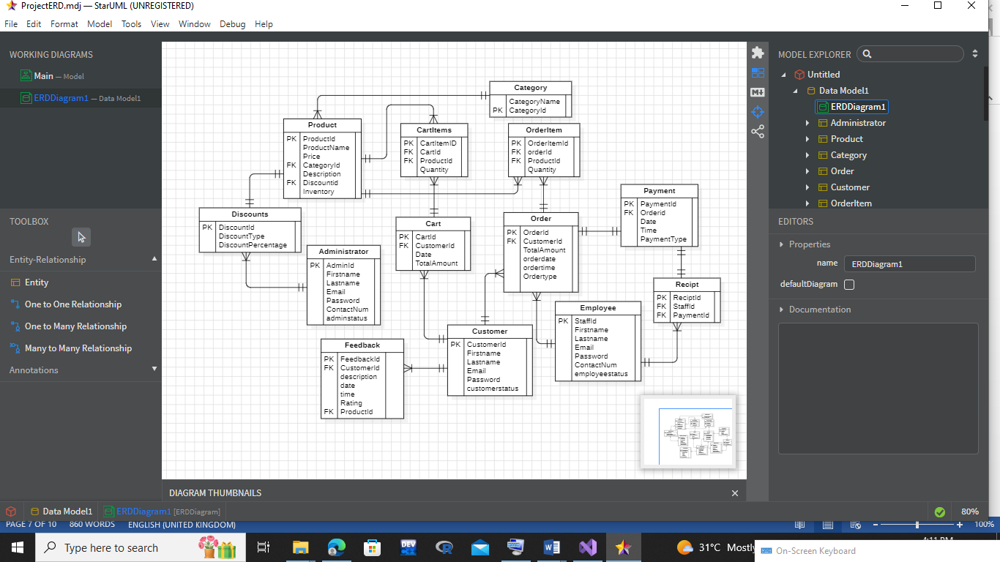 ProjectERD.mdj — StarUML (UNREGISTERED)
File Edit Format Model Tools View Window Debug Help
WORKING DIAGRAMS
Main — Model
ERDDiagram1 — Data Model1
TOOLBOX
Entity-Relationship
Entity
One to One Relationship
One to Many Relationship
Many to Many Relationship
Annotations
Category
CategoryName
PK CategoryId
Product
PK ProductId
ProductName
Price
FK CategoryId
Description
FK Discountid
Inventory
CartItems
PK CartItemID
FK CartId
FK ProductId
Quantity
OrderItem
PK OrderItemId
FK orderId
FK ProductId
Quantity
Payment
PK PaymentId
FK Orderid
Date
Time
PaymentType
Discounts
PK DiscountId
DiscountType
DiscountPercentage
Cart
PK CartId
FK CustomerId
Date
TotalAmount
Order
PK OrderId
FK CustomerId
TotalAmount
orderdate
ordertime
Ordertype
Administrator
PK AdminId
Firstname
Lastname
Email
Password
ContactNum
adminstatus
Recipt
PK ReciptId
FK StaffId
FK PaymentId
Employee
PK StaffId
Firstname
Lastname
Email
Password
ContactNum
employeestatus
Customer
PK CustomerId
Firstname
Lastname
Email
Password
customerstatus
Feedback
PK FeedbackId
FK CustomerId
description
date
time
Rating
FK ProductId
DIAGRAM THUMBNAILS
MODEL EXPLORER
Untitled
Data Model1
ERDDiagram1
Administrator
Product
Category
Order
Customer
OrderItem
EDITORS
Properties
name ERDDiagram1
defaultDiagram
Documentation
Data Model1 ERDDiagram1 [ERDDiagram] 80%
PAGE 7 OF 10 860 WORDS ENGLISH (UNITED KINGDOM) 100%
Type here to search
DEV
31°C
On-Screen Keyboard